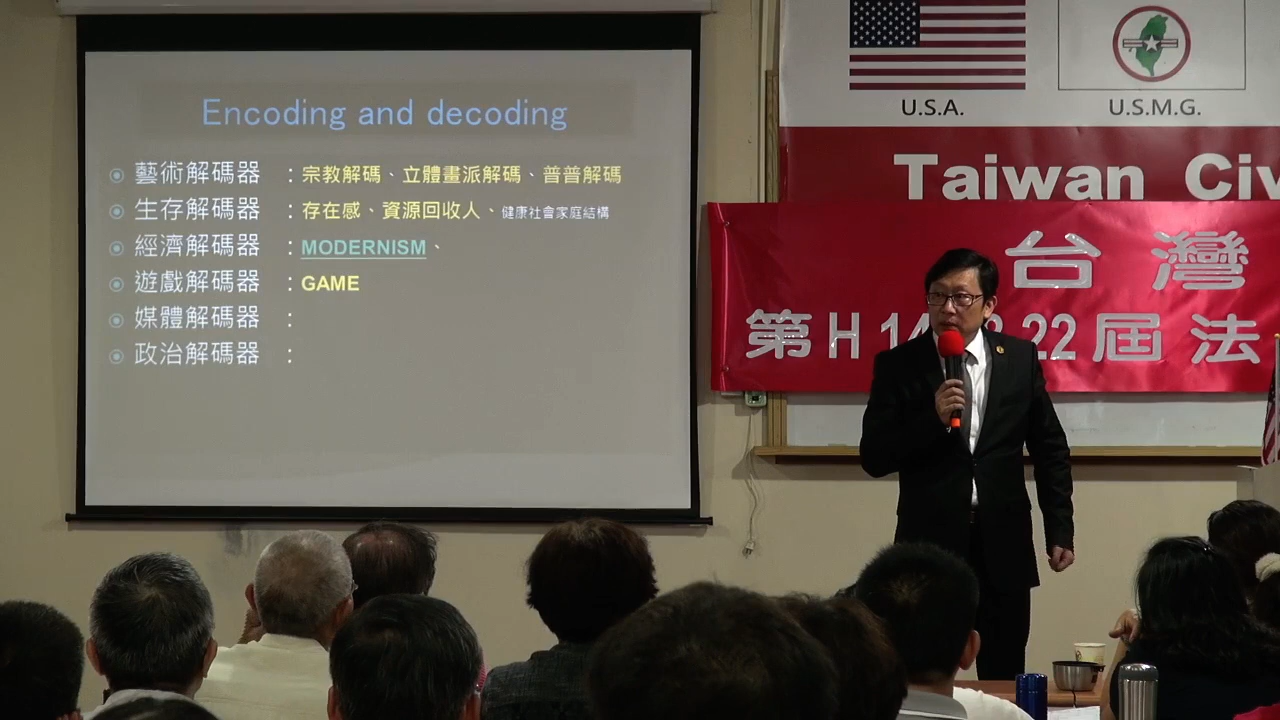 Encoding and decoding
藝術解碼器 : 宗教解碼、立體畫派解碼、普普解碼
生存解碼器 : 存在感、資源回收人、健康社會家庭結構
經濟解碼器 : MODERNISM、
遊戲解碼器 : GAME
媒體解碼器 :
政治解碼器 :
U.S.A.
U.S.M.G.
Taiwan Civ
台灣
第H 14 22屆法